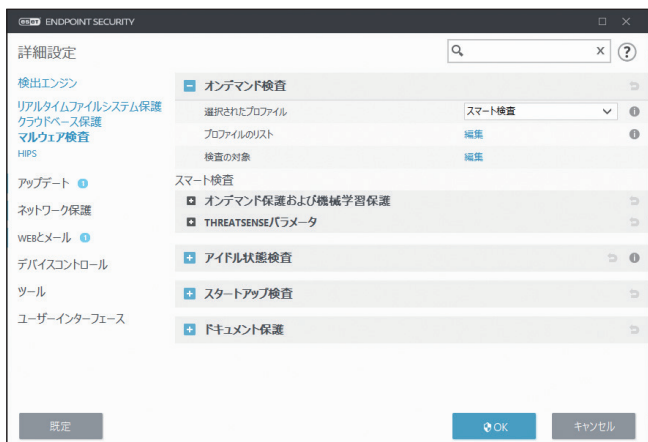 eset ENDPOINT SECURITY
詳細設定
x ?
検出エンジン
リアルタイムファイルシステム保護
クラウドベース保護
マルウェア検査
HIPS
アップデート 1
ネットワーク保護
WEBとメール 1
デバイスコントロール
ツール
ユーザーインターフェース
オンデマンド検査
選択されたプロファイル スマート検査
プロファイルのリスト 編集
検査の対象 編集
スマート検査
オンデマンド保護および機械学習保護
THREATSENSEパラメータ
アイドル状態検査
スタートアップ検査
ドキュメント保護
既定 OK キャンセル